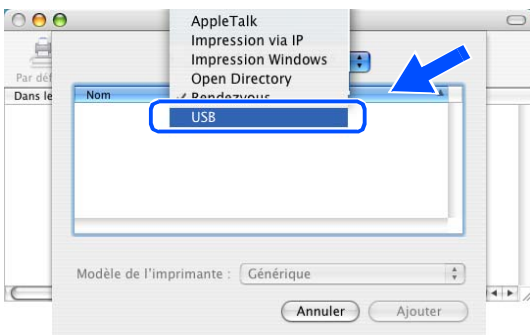 AppleTalk
Impression via IP
Impression Windows
Open Directory
✓ Rendezvous
USB
Par déf
Dans le
Nom
Modèle de l'imprimante : Générique
Annuler Ajouter